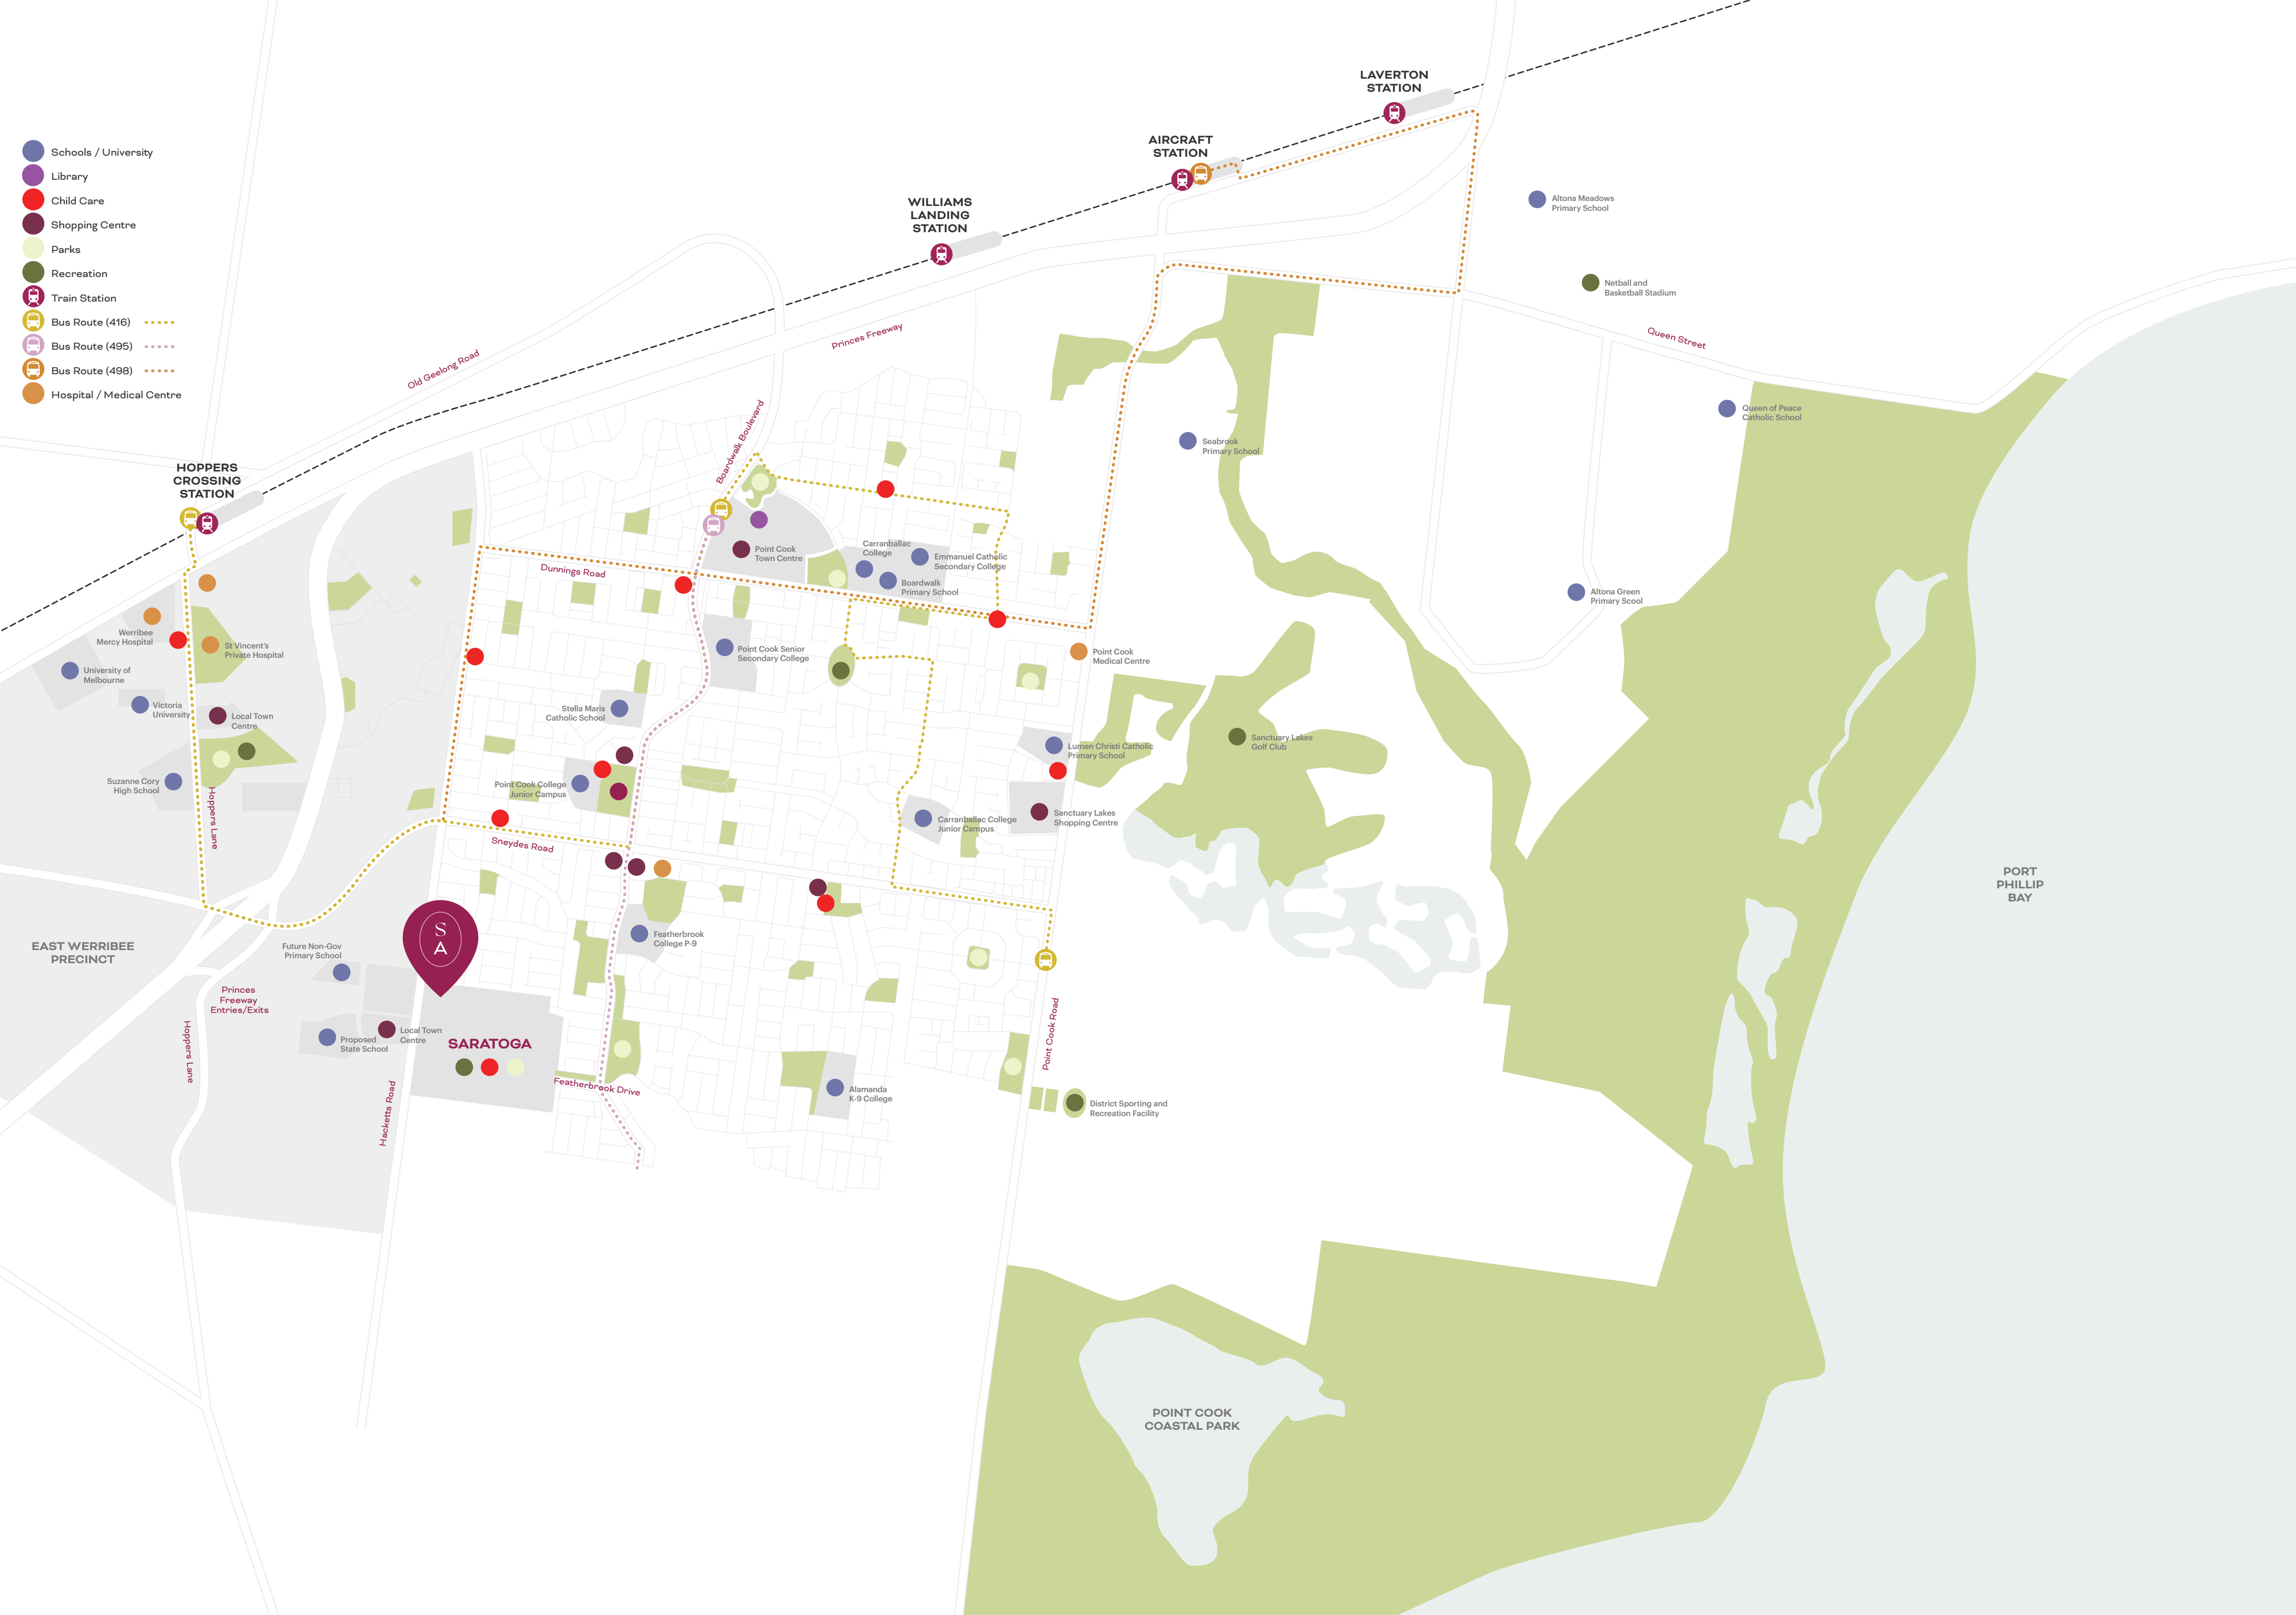 LAVERTON
STATION
AIRCRAFT
STATION
WILLIAMS
LANDING
STATION
Schools / University
Library
Child Care
Shopping Centre
Parks
Recreation
Train Station
Bus Route (416)
Bus Route (495)
Bus Route (498)
Hospital / Medical Centre
Altona Meadows
Primary School
Netball and
Basketball Stadium
Queen Street
Princes Freeway
Old Geelong Road
Boardwalk Boulevard
Queen of Peace
Catholic School
Seabrook
Primary School
HOPPERS
CROSSING
STATION
Point Cook
Town Centre
Carranballac
College
Emmanuel Catholic
Secondary College
Boardwalk
Primary School
Dunnings Road
Altona Green
Primary Scool
Werribee
Mercy Hospital
St Vincent's
Private Hospital
University of
Melbourne
Victoria
University
Local Town
Centre
Suzanne Cory
High School
Hoppers Lane
Point Cook Senior
Secondary College
Point Cook
Medical Centre
Stella Maris
Catholic School
Lumen Christi Catholic
Primary School
Sanctuary Lakes
Golf Club
Point Cook College
Junior Campus
Carranballac College
Junior Campus
Sanctuary Lakes
Shopping Centre
Sneydes Road
PORT
PHILLIP
BAY
EAST WERRIBEE
PRECINCT
Future Non-Gov
Primary School
S
A
Featherbrook
College P-9
Princes
Freeway
Entries/Exits
Hoppers Lane
Proposed
State School
Local Town
Centre
SARATOGA
Hacketts Road
Featherbrook Drive
Point Cook Road
Alamanda
K-9 College
District Sporting and
Recreation Facility
POINT COOK
COASTAL PARK